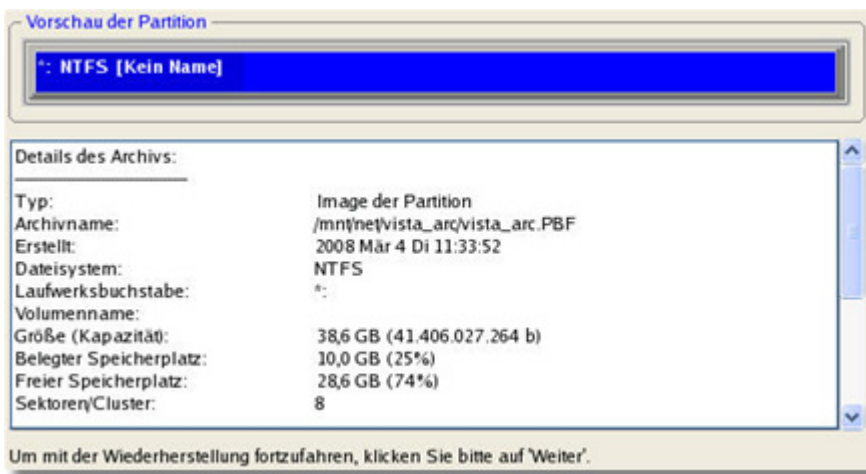 Vorschau der Partition
*: NTFS [Kein Name]
Details des Archivs:
Typ: Image der Partition
Archivname: /mnt/net/vista_arc/vista_arc.PBF
Erstellt: 2008 Mär 4 Di 11:33:52
Dateisystem: NTFS
Laufwerksbuchstabe: *:
Volumenname:
Größe (Kapazität): 38,6 GB (41.406.027.264 b)
Belegter Speicherplatz: 10,0 GB (25%)
Freier Speicherplatz: 28,6 GB (74%)
Sektoren/Cluster: 8
Um mit der Wiederherstellung fortzufahren, klicken Sie bitte auf 'Weiter'.